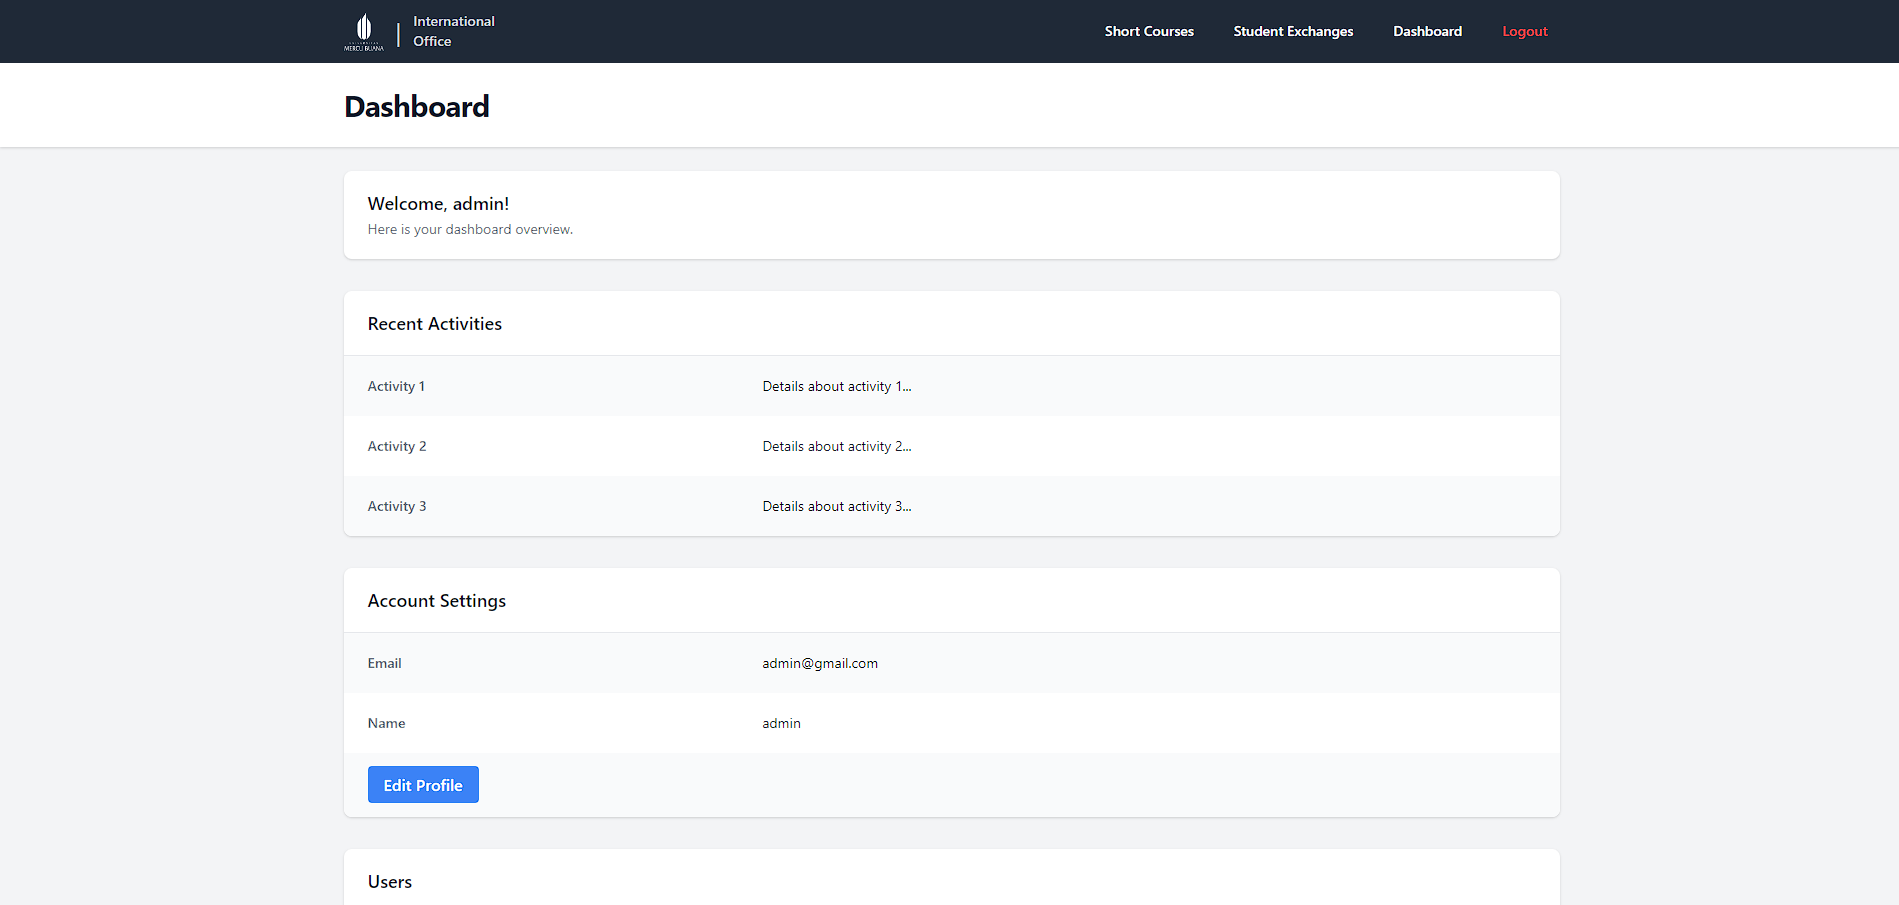 UNIVERSITAS
MERCU BUANA
International
Office
Short Courses
Student Exchanges
Dashboard
Logout
Dashboard
Welcome, admin!
Here is your dashboard overview.
Recent Activities
Activity 1
Details about activity 1...
Activity 2
Details about activity 2...
Activity 3
Details about activity 3...
Account Settings
Email
admin@gmail.com
Name
admin
Edit Profile
Users